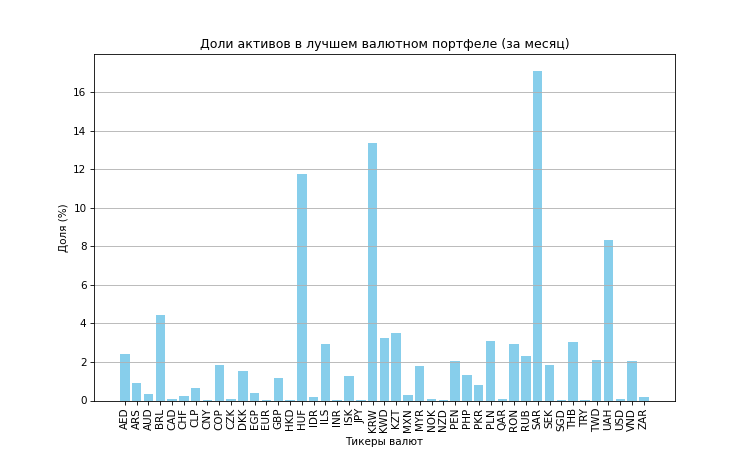 Доли активов в лучшем валютном портфеле (за месяц)
Доля (%)
16
14
12
10
8
6
4
2
0
AED ARS AUD BRL CAD CHF CLP CNY COP CZK DKK EGP EUR GBP HKD HUF IDR ILS INR ISK JPY KRW KWD KZT MXN MYR NOK NZD PEN PHP PKR PLN QAR RON RUB SAR SEK SGD THB TRY TWD UAH USD VND ZAR
Тикеры валют